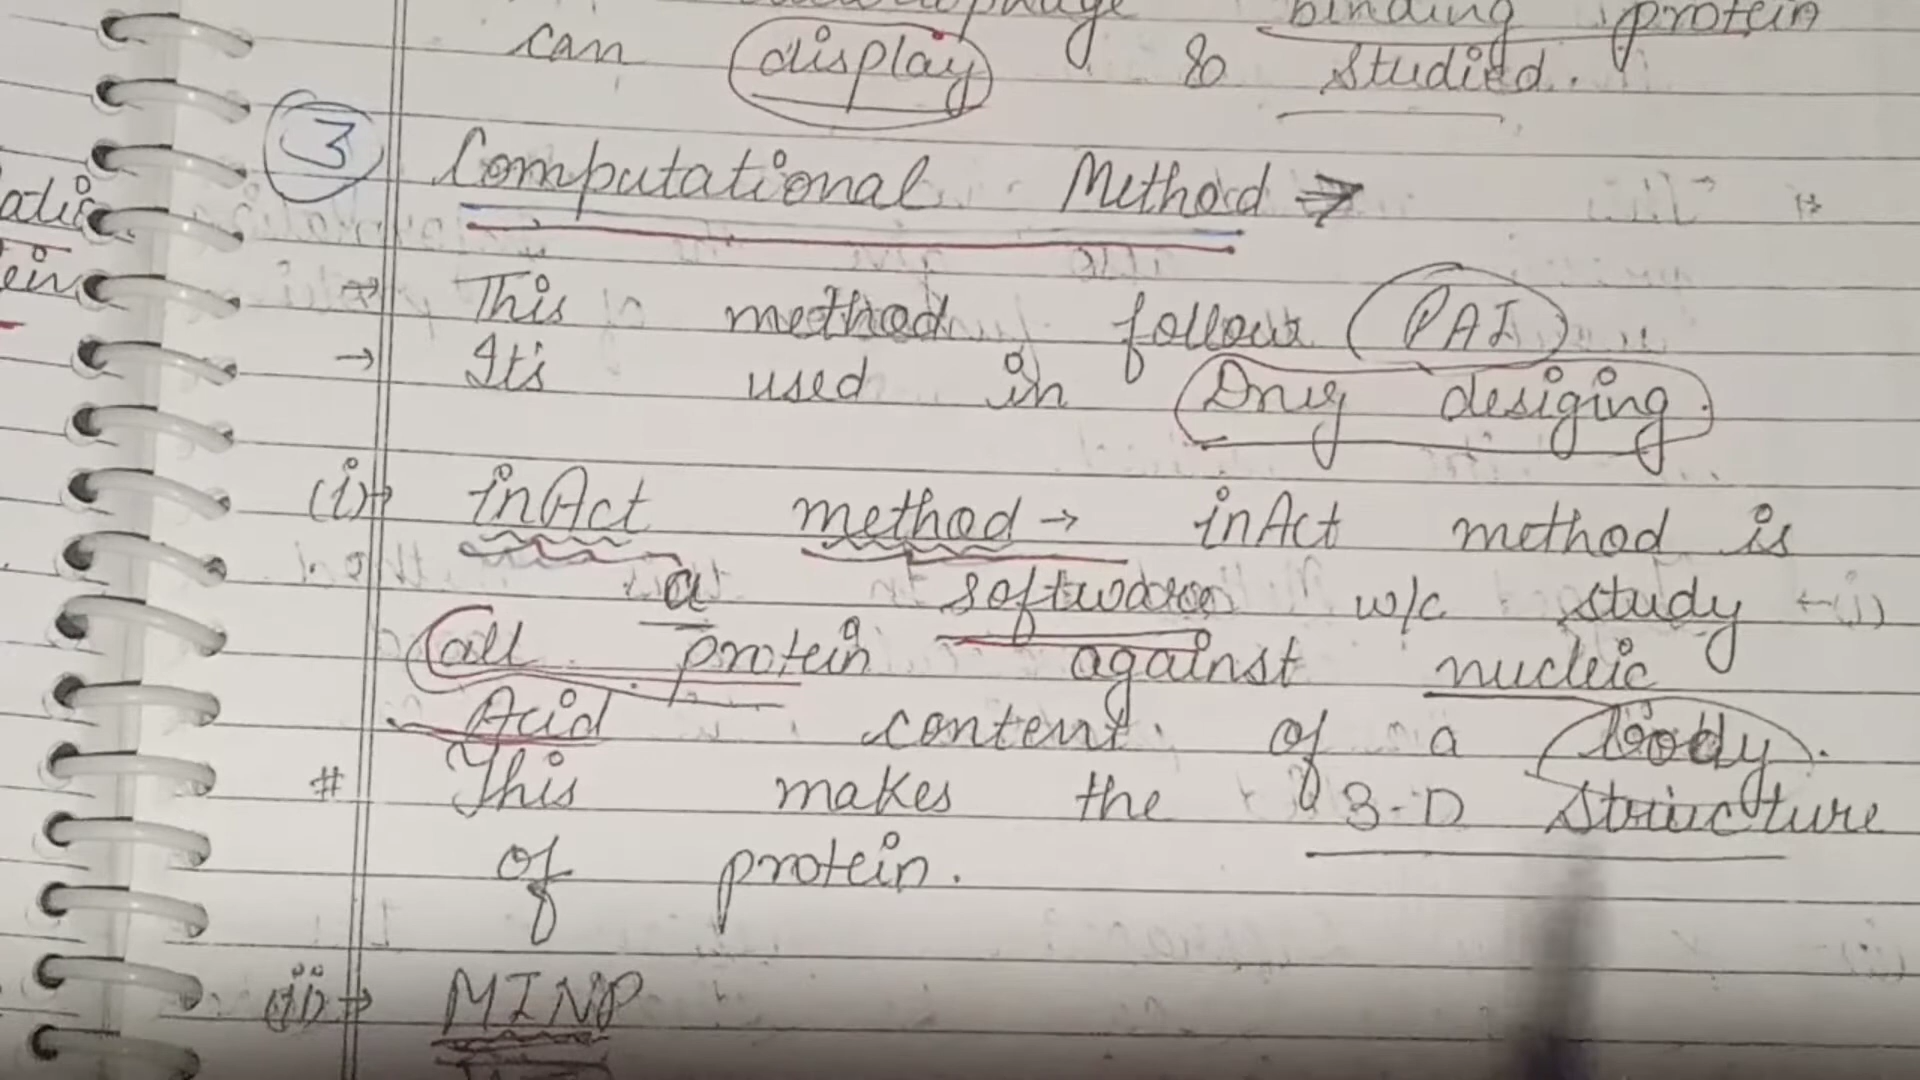 binding protein
can display & studied.
3 Computational Method →
→ This method follow (PAI)
→ It's used in Drug desiging.
(i) → inAct method → inAct method is
a software w/c study
all protein against nucleic
Acid content of a body.
# This makes the 3-D structure
of protein.
(ii) → MINP